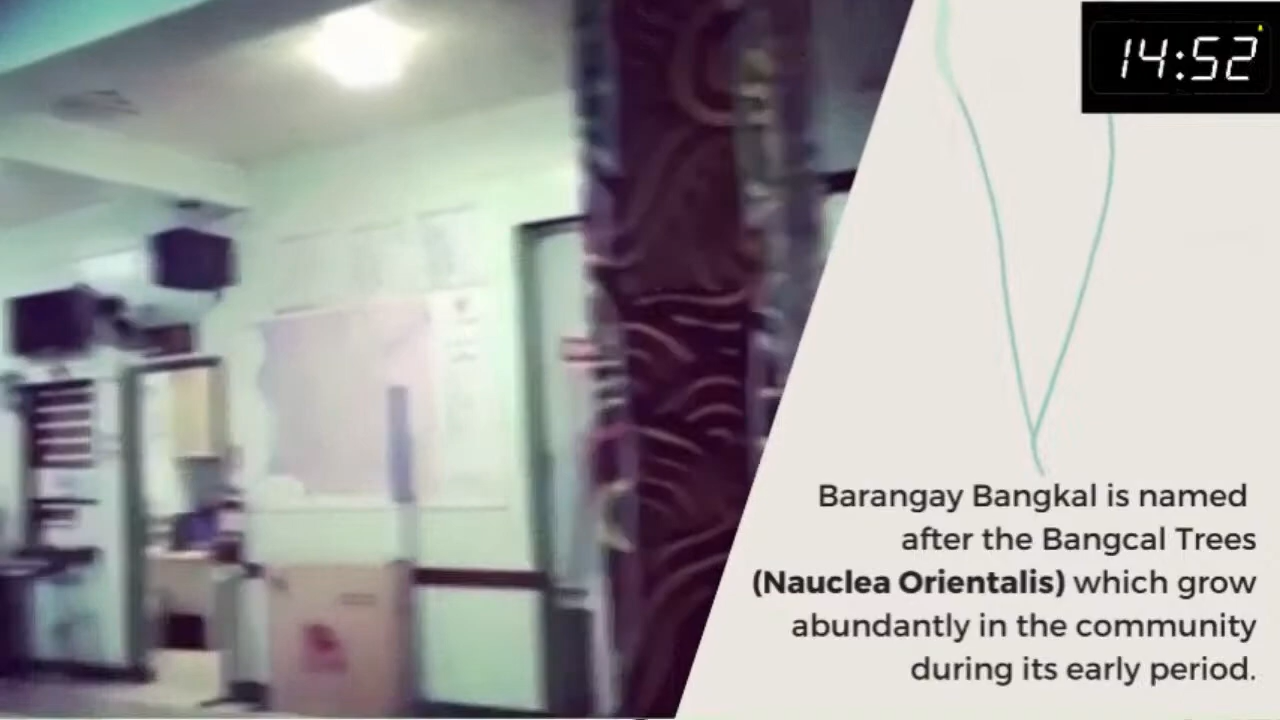 14:52
Barangay Bangkal is named
after the Bangcal Trees
(Nauclea Orientalis) which grow
abundantly in the community
during its early period.